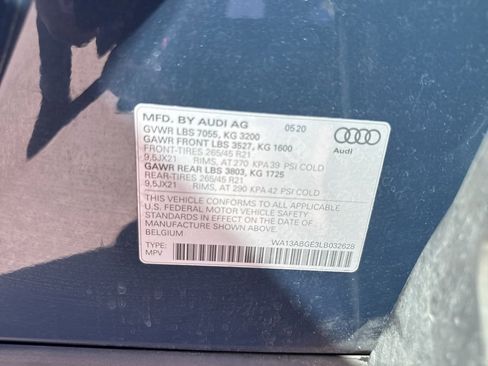 MFD. BY AUDI AG 05 20
GVWR LBS 7055, KG 3200
GAWR FRONT LBS 3527, KG 1600
FRONT-TIRES 265/45 R21
9,5JX21 RIMS, AT 270 KPA 39 PSI COLD
GAWR REAR LBS 3803, KG 1725
REAR-TIRES 265/45 R21
9,5JX21 RIMS, AT 290 KPA 42 PSI COLD
Audi
THIS VEHICLE CONFORMS TO ALL APPLICABLE
U.S. FEDERAL MOTOR VEHICLE SAFETY
STANDARDS IN EFFECT ON THE DATE OF
MANUFACTURE SHOWN ABOVE.
BELGIUM
TYPE: WA13ABGE3LB032628
MPV